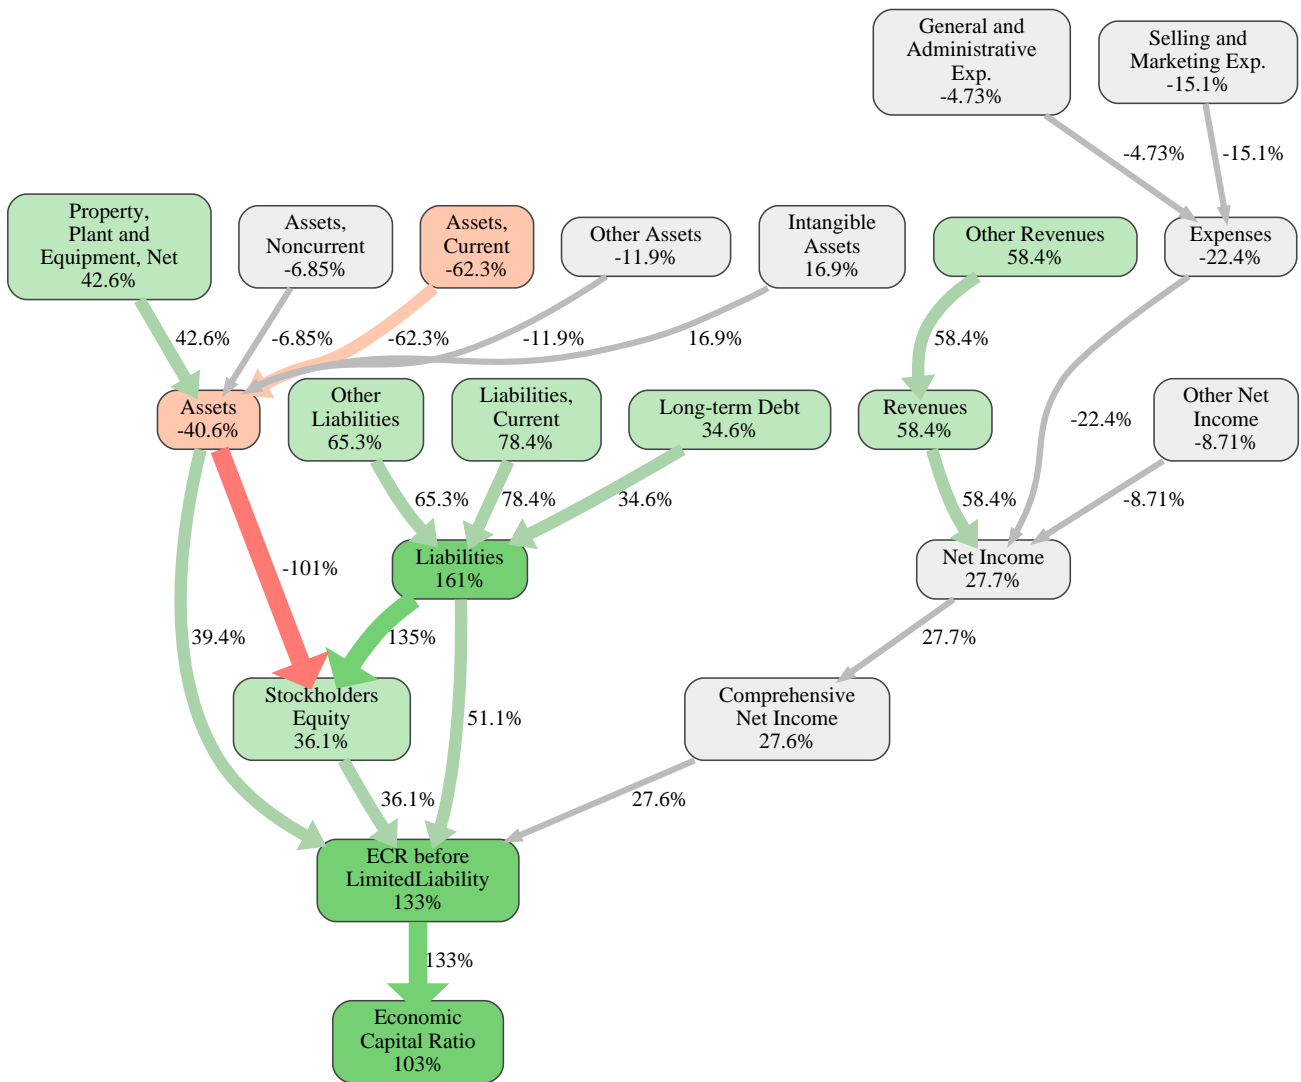 General and
Administrative
Exp.
-4.73%
Selling and
Marketing Exp.
-15.1%
-4.73%
-15.1%
Property,
Plant and
Equipment, Net
42.6%
Assets,
Noncurrent
-6.85%
Assets,
Current
-62.3%
Other Assets
-11.9%
Intangible
Assets
16.9%
Other Revenues
58.4%
Expenses
-22.4%
42.6%
-6.85%
-62.3%
-11.9%
16.9%
58.4%
Assets
-40.6%
Other
Liabilities
65.3%
Liabilities,
Current
78.4%
Long-term Debt
34.6%
Revenues
58.4%
-22.4%
Other Net
Income
-8.71%
65.3%
78.4%
34.6%
58.4%
-8.71%
-101%
Liabilities
161%
Net Income
27.7%
39.4%
135%
27.7%
Stockholders
Equity
36.1%
51.1%
Comprehensive
Net Income
27.6%
36.1%
27.6%
ECR before
LimitedLiability
133%
133%
Economic
Capital Ratio
103%